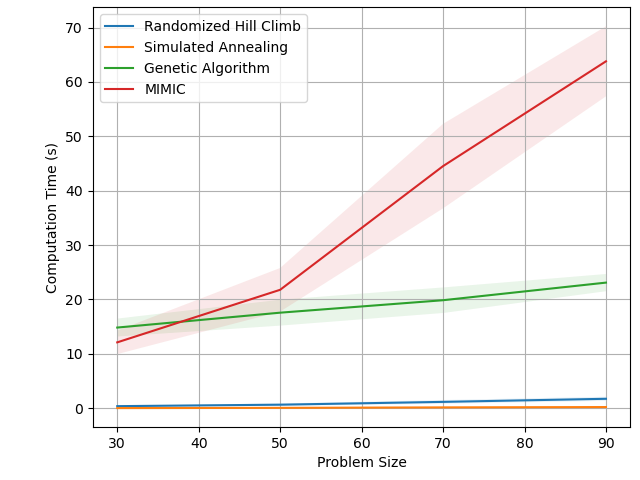 Randomized Hill Climb
Simulated Annealing
Genetic Algorithm
MIMIC
Computation Time (s)
70
60
50
40
30
20
10
0
30 40 50 60 70 80 90
Problem Size